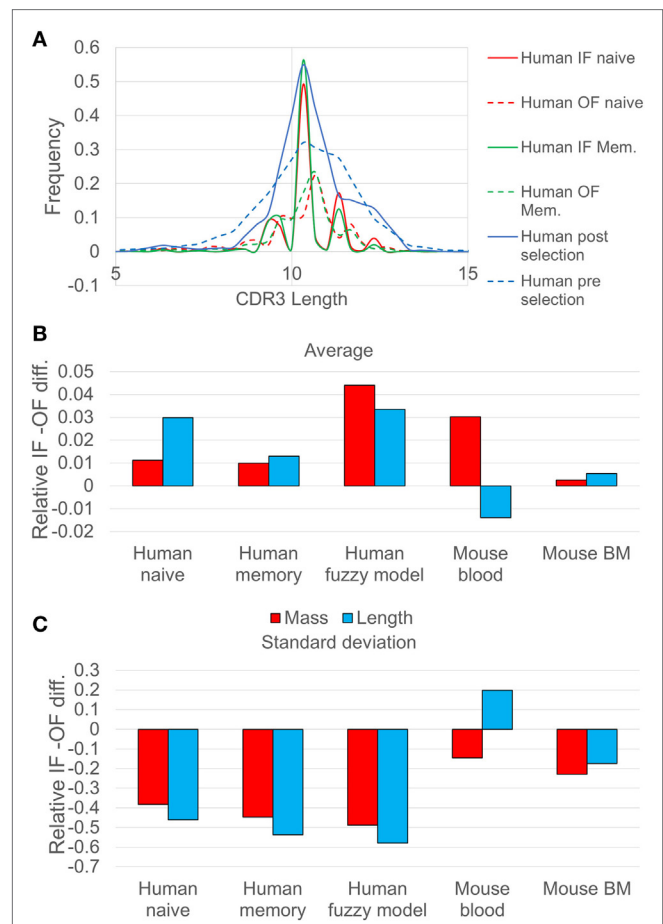 A
Frequency
0.6
0.5
0.4
0.3
0.2
0.1
0
-0.1
5
10
15
CDR3 Length
Human IF naive
Human OF naive
Human IF Mem.
Human OF
Mem.
Human post
selection
Human pre
selection
B
Average
Relative IF -OF diff.
0.05
0.04
0.03
0.02
0.01
0
-0.01
-0.02
Human
naive
Human
memory
Human
fuzzy model
Mouse
blood
Mouse BM
Mass
Length
C
Standard deviation
Relative IF -OF diff.
0.3
0.2
0.1
0
-0.1
-0.2
-0.3
-0.4
-0.5
-0.6
-0.7
Human
naive
Human
memory
Human
fuzzy model
Mouse
blood
Mouse BM